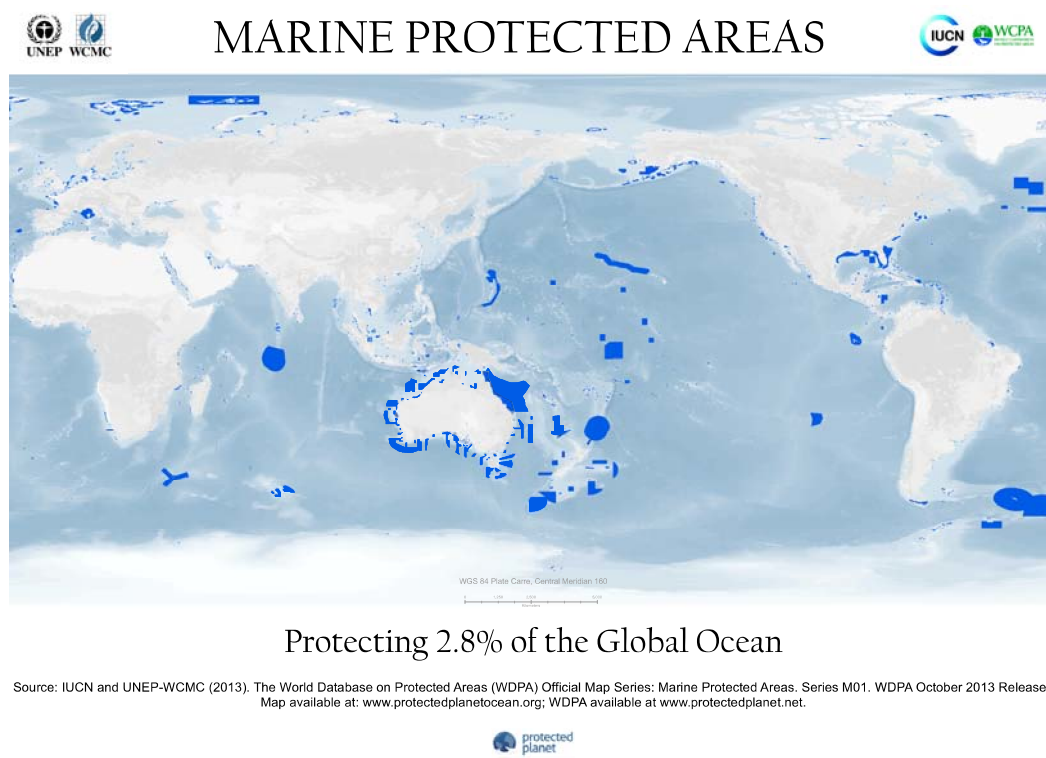 UNEP WCMC
MARINE PROTECTED AREAS
IUCN
WCPA
WGS 84 Plate Carre, Central Meridian 160
0
Protecting 2.8% of the Global Ocean
Source: IUCN and UNEP-WCMC (2013). The World Database on Protected Areas (WDPA) Official Map Series: Marine Protected Areas. Series M01. WDPA October 2013 Release
Map available at: www.protectedplanetocean.org; WDPA available at www.protectedplanet.net.
protected
planet